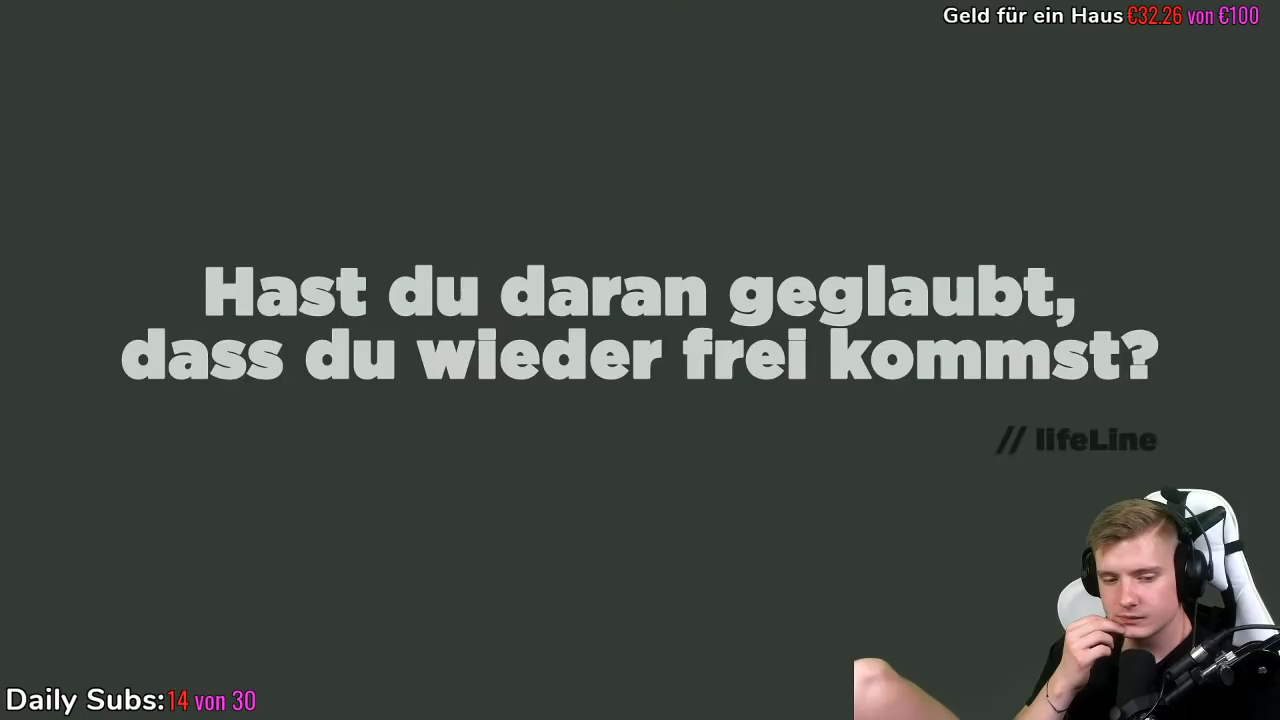 Geld für ein Haus €32.26 von €100
Hast du daran geglaubt,
dass du wieder frei kommst?
// lifeLine
Daily Subs: 14 von 30